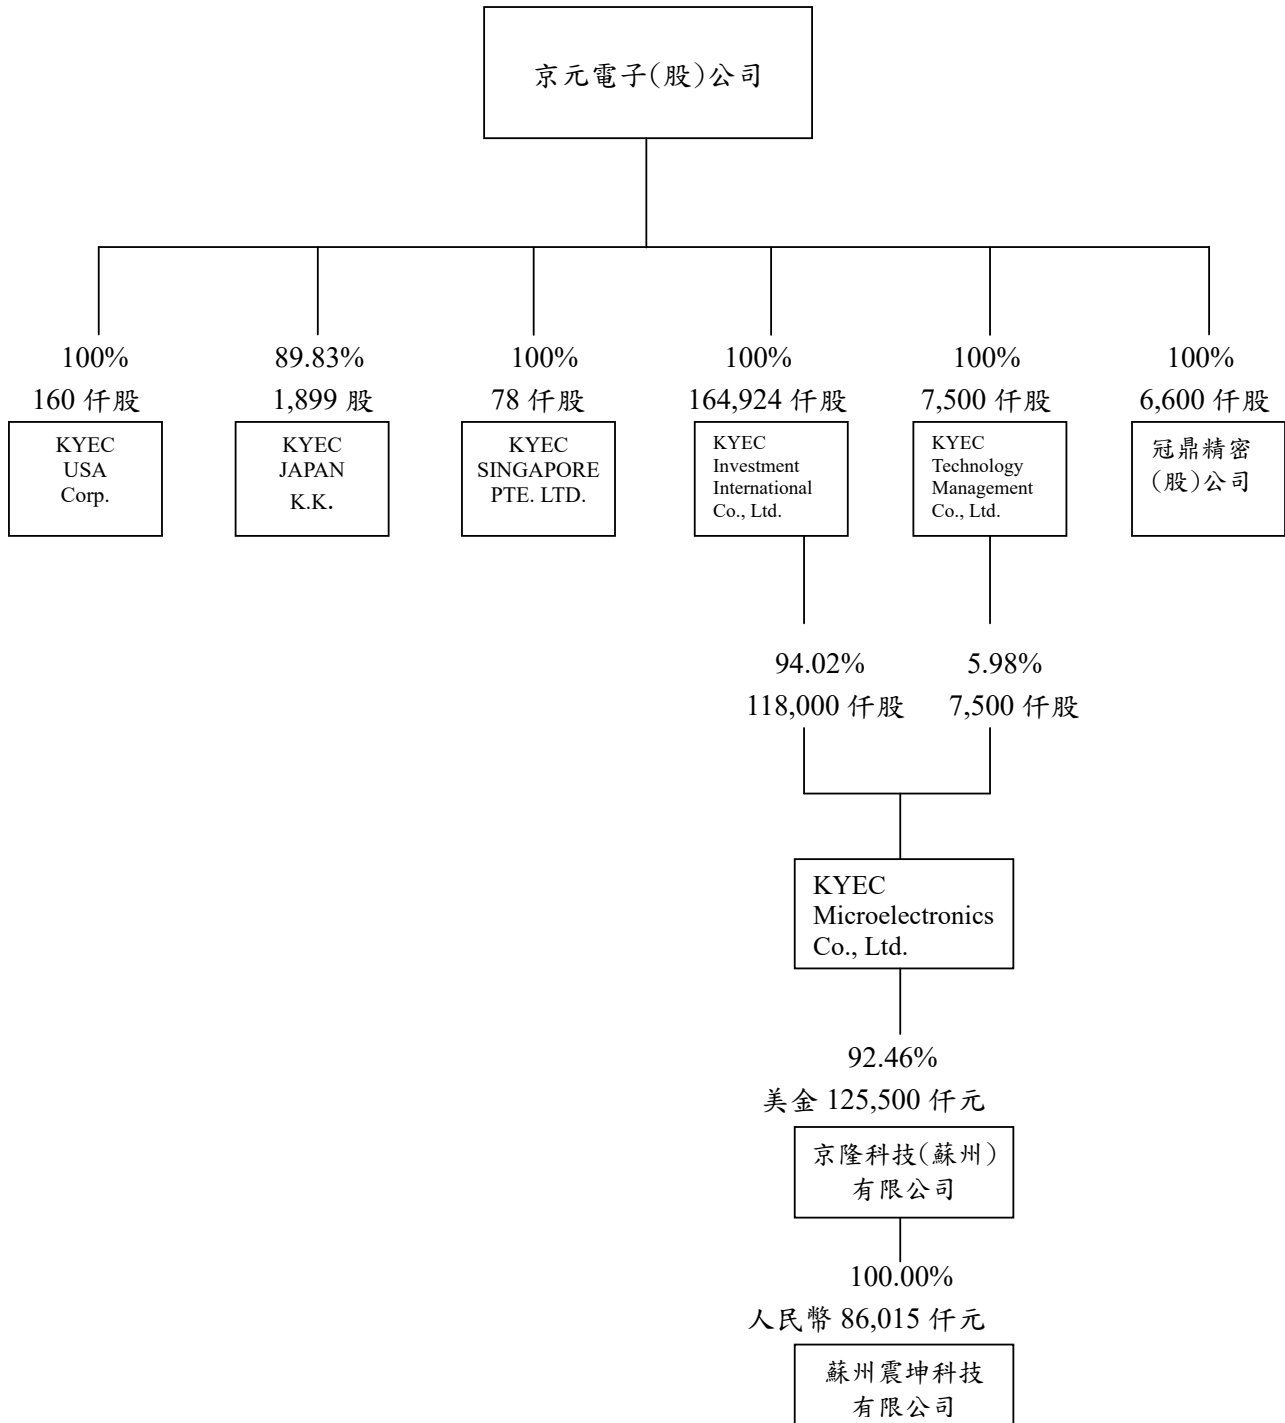 京元電子(股)公司
100%
160 仟股
KYEC
USA
Corp.
89.83%
1,899 股
KYEC
JAPAN
K.K.
100%
78 仟股
KYEC
SINGAPORE
PTE. LTD.
100%
164,924 仟股
KYEC
Investment
International
Co., Ltd.
100%
7,500 仟股
KYEC
Technology
Management
Co., Ltd.
100%
6,600 仟股
冠鼎精密
(股)公司
94.02%
118,000 仟股
5.98%
7,500 仟股
KYEC
Microelectronics
Co., Ltd.
92.46%
美金 125,500 仟元
京隆科技(蘇州)
有限公司
100.00%
人民幣 86,015 仟元
蘇州震坤科技
有限公司